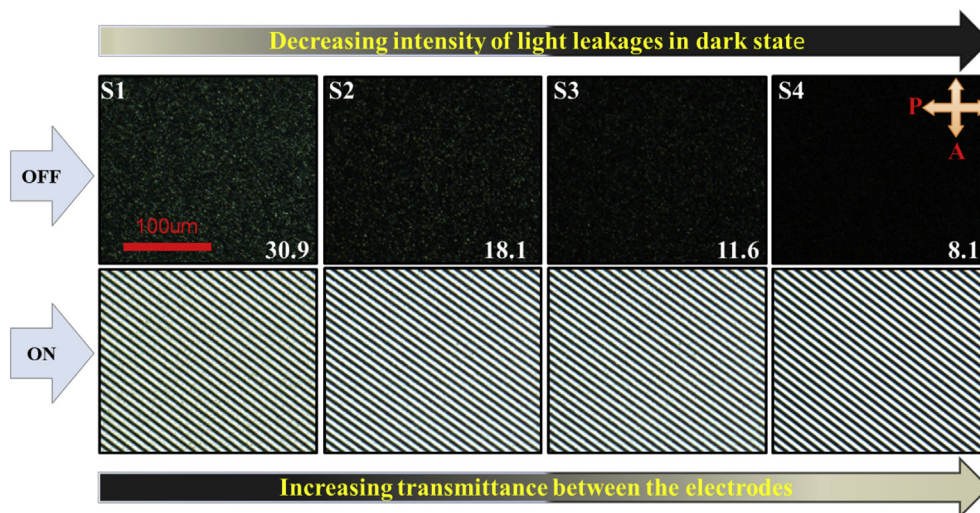 Decreasing intensity of light leakages in dark state
S1
S2
S3
S4
P
A
OFF
100um
30.9
18.1
11.6
8.1
ON
Increasing transmittance between the electrodes